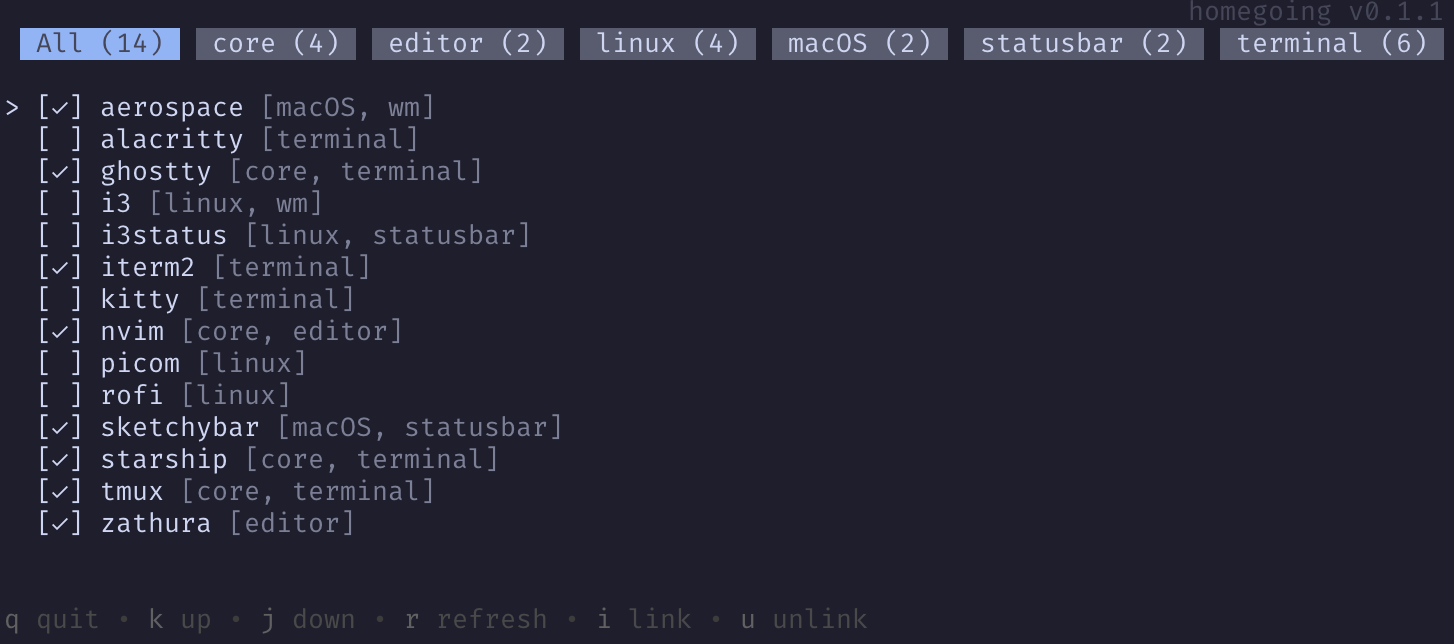 homegoing v0.1.1
All (14) core (4) editor (2) linux (4) macOS (2) statusbar (2) terminal (6)
> [✓] aerospace [macOS, wm]
[ ] alacritty [terminal]
[✓] ghostty [core, terminal]
[ ] i3 [linux, wm]
[ ] i3status [linux, statusbar]
[✓] iterm2 [terminal]
[ ] kitty [terminal]
[✓] nvim [core, editor]
[ ] picom [linux]
[ ] rofi [linux]
[✓] sketchybar [macOS, statusbar]
[✓] starship [core, terminal]
[✓] tmux [core, terminal]
[✓] zathura [editor]
q quit • k up • j down • r refresh • i link • u unlink